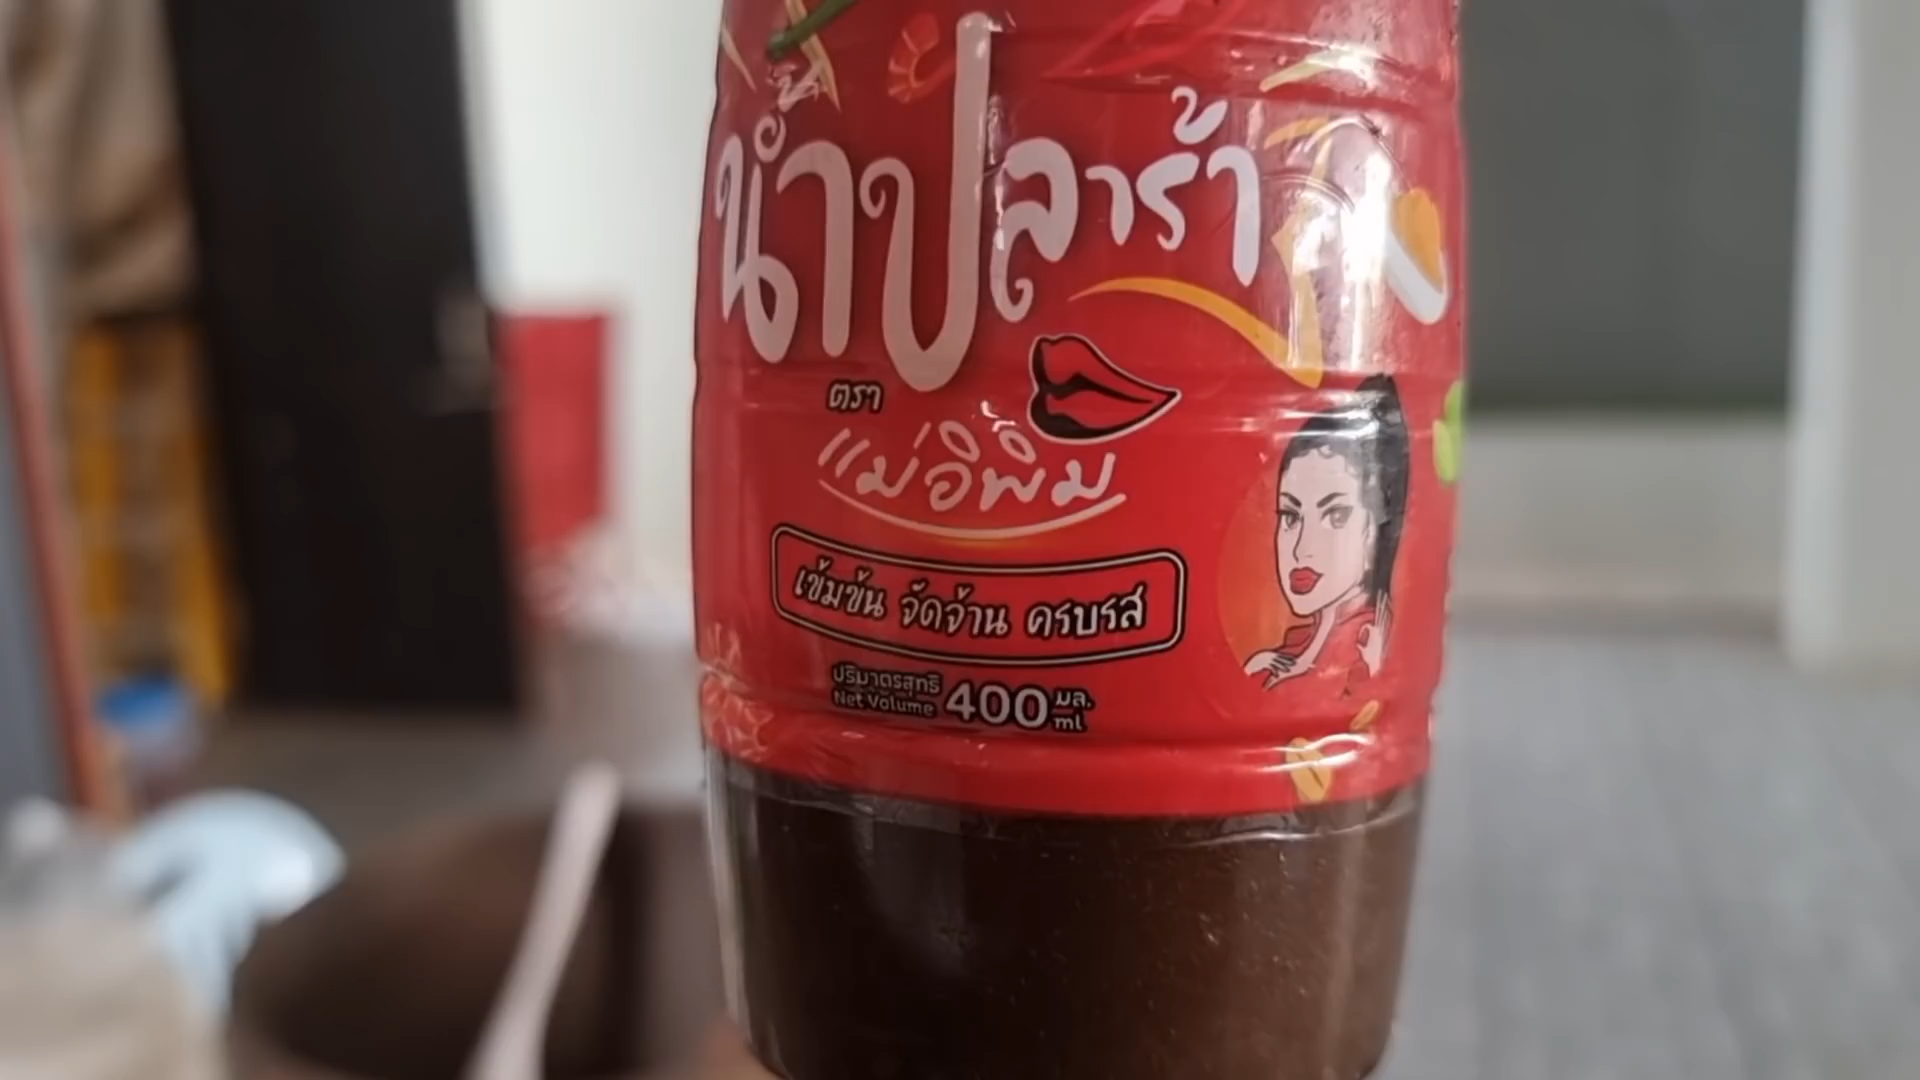 น้ำปลาร้า
ตรา
แม่อิพิม
เข้มข้น จัดจ้าน ครบรส
ปริมาตรสุทธิ
Net Volume 400 มล.
ml